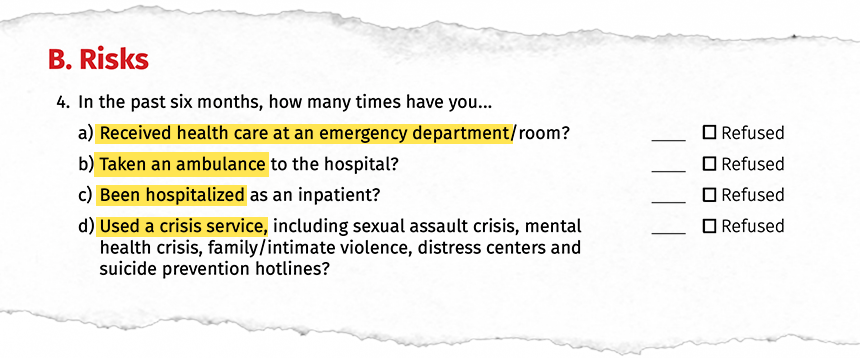 B. Risks
4. In the past six months, how many times have you...
a) Received health care at an emergency department/room? ____ ☐ Refused
b) Taken an ambulance to the hospital? ____ ☐ Refused
c) Been hospitalized as an inpatient? ____ ☐ Refused
d) Used a crisis service, including sexual assault crisis, mental ____ ☐ Refused
health crisis, family/intimate violence, distress centers and
suicide prevention hotlines?